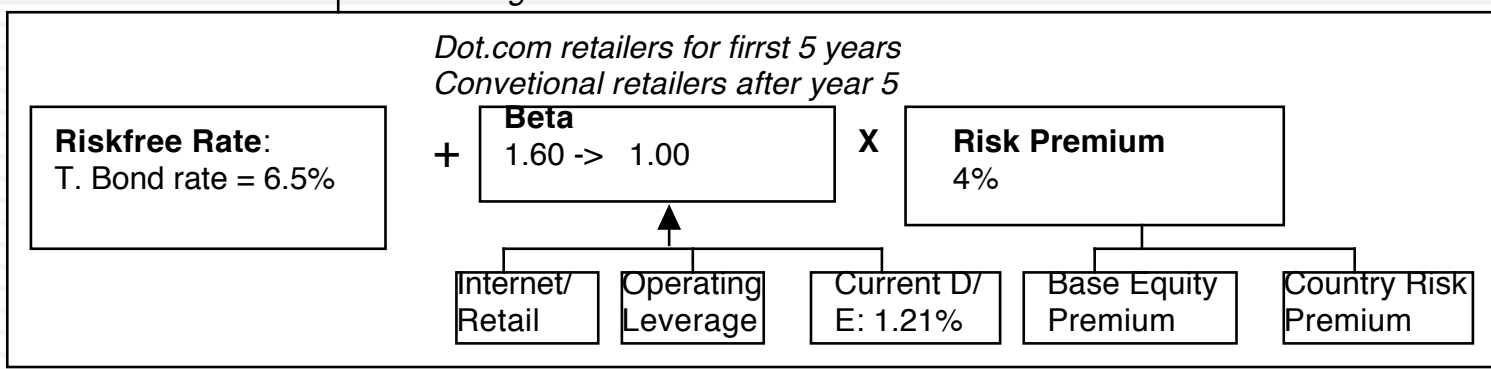 Dot.com retailers for firrst 5 years
Convetional retailers after year 5
Riskfree Rate:
T. Bond rate = 6.5%
+
Beta
1.60 -> 1.00
X
Risk Premium
4%
Internet/
Retail
Operating
Leverage
Current D/
E: 1.21%
Base Equity
Premium
Country Risk
Premium